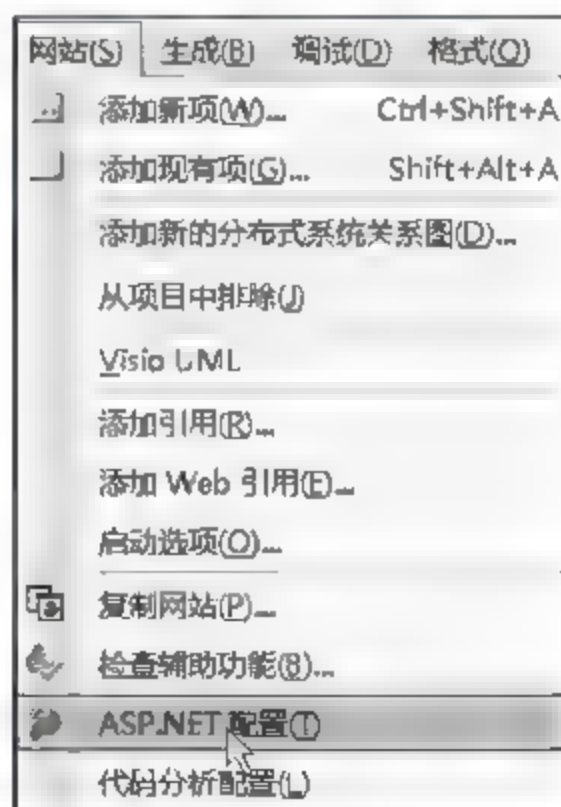 网站(S) 生成(B) 调试(D) 格式(O)
添加新项(W)... Ctrl+Shift+A
添加现有项(G)... Shift+Alt+A
添加新的分布式系统关系图(D)...
从项目中排除(J)
Visio UML
添加引用(R)...
添加 Web 引用(E)...
启动选项(O)...
复制网站(P)...
检查辅助功能(B)...
ASP.NET 配置(T)
代码分析配置(L)